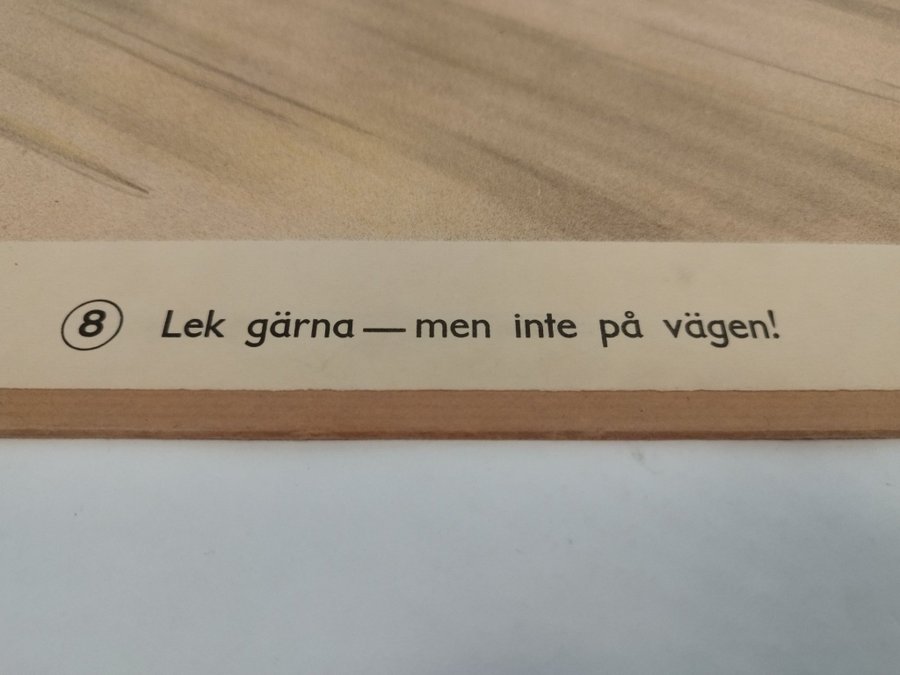 8 Lek gärna — men inte på vägen!